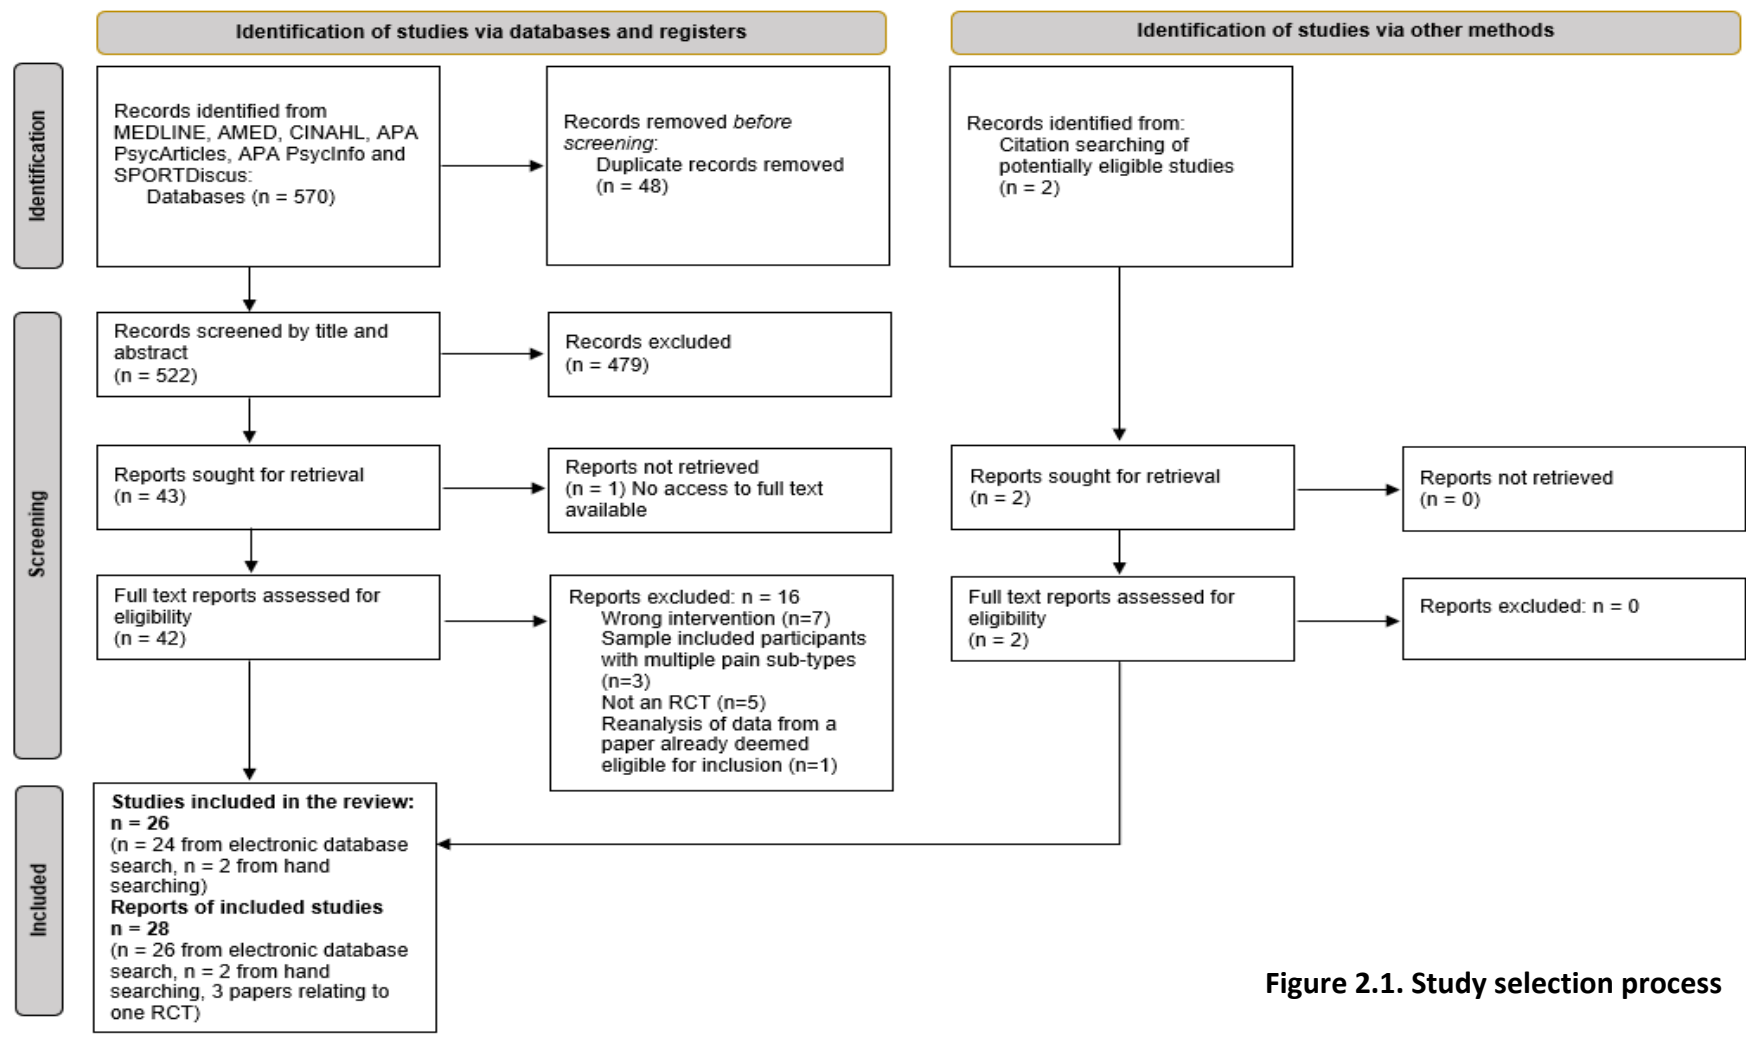 Identification of studies via databases and registers
Identification of studies via other methods
Identification
Records identified from
MEDLINE, AMED, CINAHL, APA
PsycArticles, APA PsycInfo and
SPORTDiscus:
Databases (n = 570)
Records removed before
screening:
Duplicate records removed
(n = 48)
Records identified from:
Citation searching of
potentially eligible studies
(n = 2)
Screening
Records screened by title and
abstract
(n = 522)
Records excluded
(n = 479)
Reports sought for retrieval
(n = 43)
Reports not retrieved
(n = 1) No access to full text
available
Reports sought for retrieval
(n = 2)
Reports not retrieved
(n = 0)
Full text reports assessed for
eligibility
(n = 42)
Reports excluded: n = 16
Wrong intervention (n=7)
Sample included participants
with multiple pain sub-types
(n=3)
Not an RCT (n=5)
Reanalysis of data from a
paper already deemed
eligible for inclusion (n=1)
Full text reports assessed for
eligibility
(n = 2)
Reports excluded: n = 0
Included
Studies included in the review:
n = 26
(n = 24 from electronic database
search, n = 2 from hand
searching)
Reports of included studies
n = 28
(n = 26 from electronic database
search, n = 2 from hand
searching, 3 papers relating to
one RCT)
Figure 2.1. Study selection process